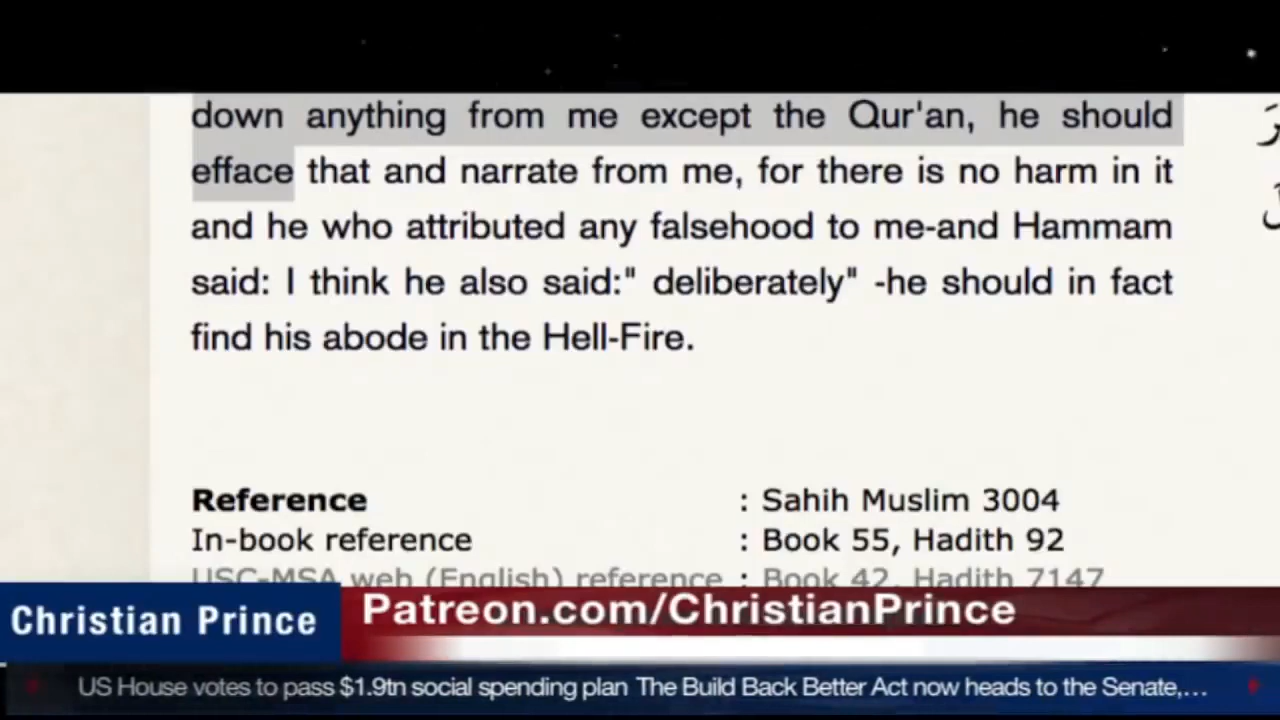 down anything from me except the Qur'an, he should
efface that and narrate from me, for there is no harm in it
and he who attributed any falsehood to me-and Hammam
said: I think he also said:" deliberately" -he should in fact
find his abode in the Hell-Fire.
Reference : Sahih Muslim 3004
In-book reference : Book 55, Hadith 92
USC-MSA web (English) reference : Book 42, Hadith 7147
Christian Prince
Patreon.com/ChristianPrince
US House votes to pass $1.9tn social spending plan The Build Back Better Act now heads to the Senate,...